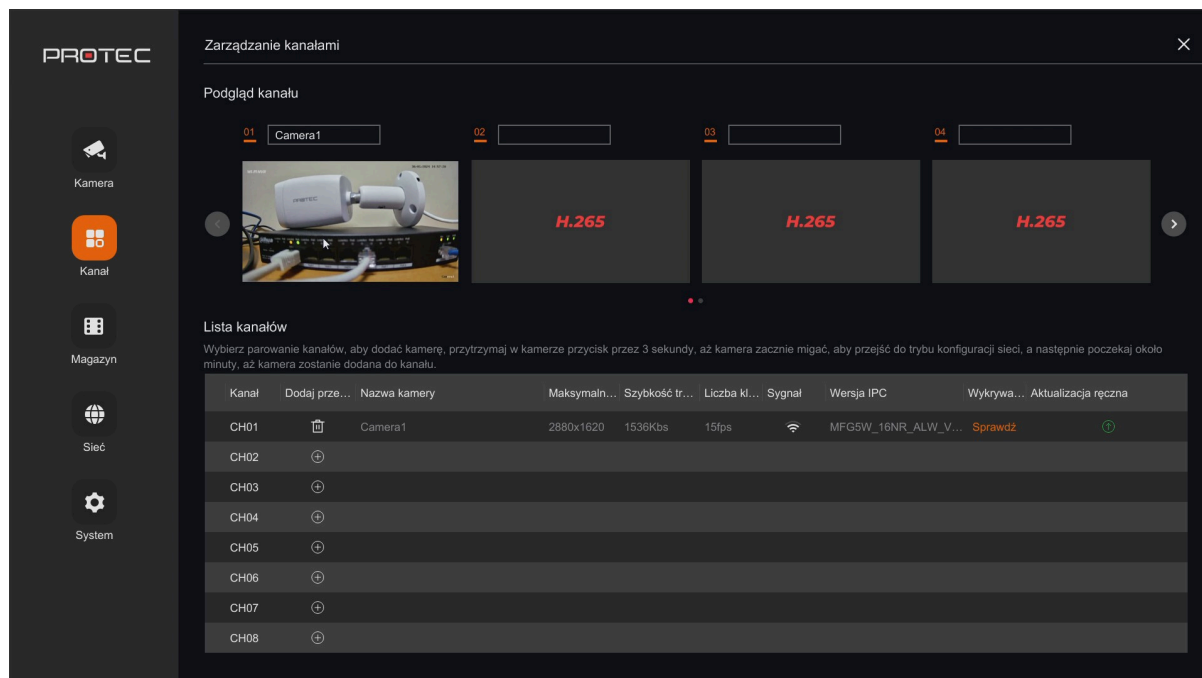 PROTEC
Zarządzanie kanałami
Podgląd kanału
01 Camera1 02 03 04
PROTEC
H.265 H.265 H.265
Kamera
Kanał
Magazyn
Sieć
System
Lista kanałów
Wybierz parowanie kanałów, aby dodać kamerę, przytrzymaj w kamerze przycisk przez 3 sekundy, aż kamera zacznie migać, aby przejść do trybu konfiguracji sieci, a następnie poczekaj około
minuty, aż kamera zostanie dodana do kanału.
Kanał Dodaj prze... Nazwa kamery Maksymaln... Szybkość tr... Liczba kl... Sygnał Wersja IPC Wykrywa... Aktualizacja ręczna
CH01 Camera1 2880x1620 1536Kbs 15fps MFG5W_16NR_ALW_V... Sprawdź
CH02
CH03
CH04
CH05
CH06
CH07
CH08